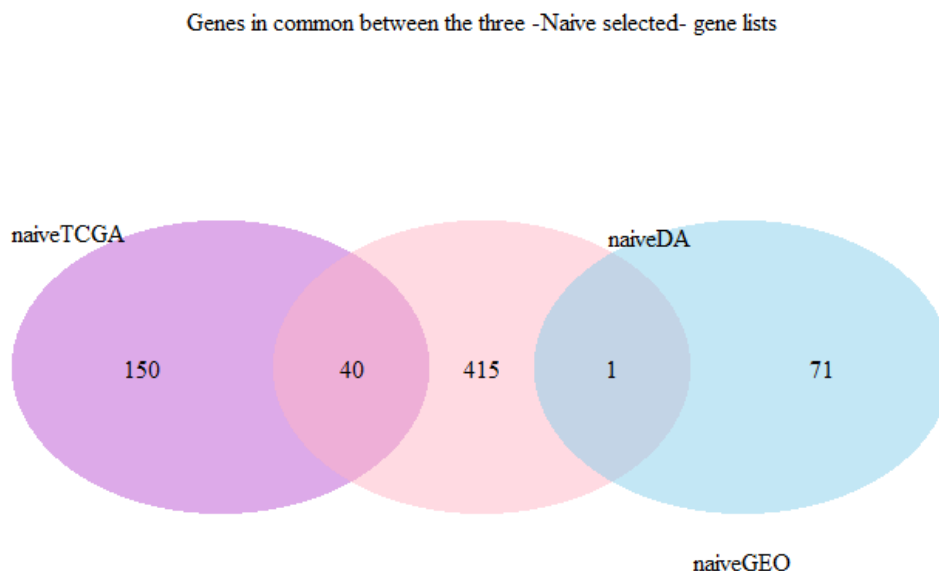 Genes in common between the three -Naive selected- gene lists
naiveTCGA
naiveDA
150
40
415
1
71
naiveGEO